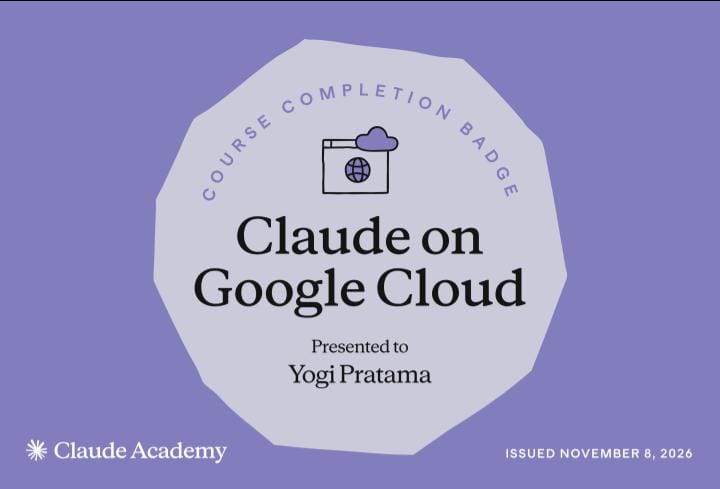 COURSE COMPLETION BADGE
Claude on
Google Cloud
Presented to
Yogi Pratama
Claude Academy
ISSUED NOVEMBER 8, 2026